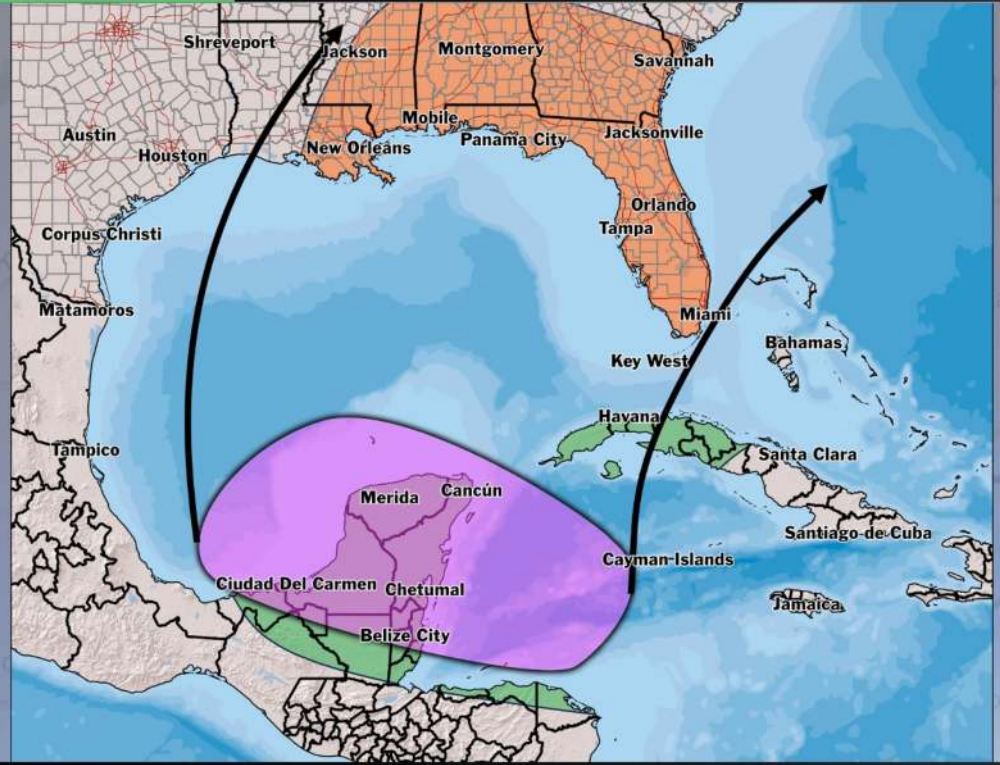 Shreveport
Jackson
Montgomery
Savannah
Austin
Houston
New Orleans
Mobile
Panama City
Jacksonville
Orlando
Tampa
Corpus Christi
Matamoros
Miami
Key West
Bahamas
Havana
Tampico
Santa Clara
Merida
Cancún
Santiago de Cuba
Cayman Islands
Ciudad Del Carmen
Chetumal
Jamaica
Belize City